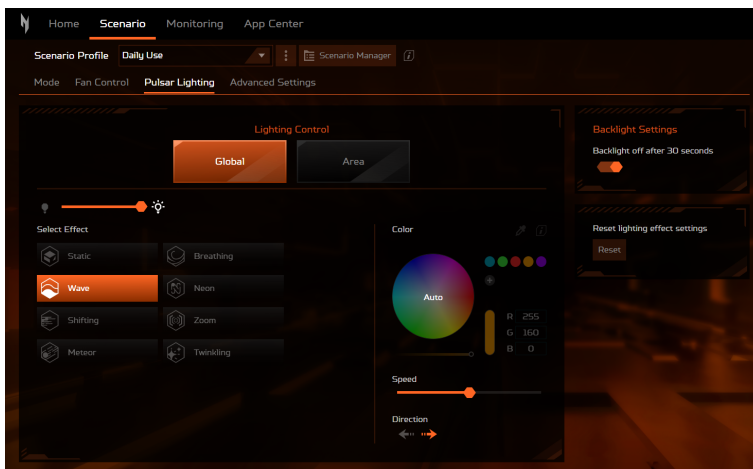 Home Scenario Monitoring App Center
Scenario Profile Daily Use Scenario Manager i
Mode Fan Control Pulsar Lighting Advanced Settings
Lighting Control
Global Area
Select Effect
Static Breathing
Wave Neon
Shifting Zoom
Meteor Twinkling
Color
Auto
R 255
G 160
B 0
Speed
Direction
Backlight Settings
Backlight off after 30 seconds
Reset lighting effect settings
Reset